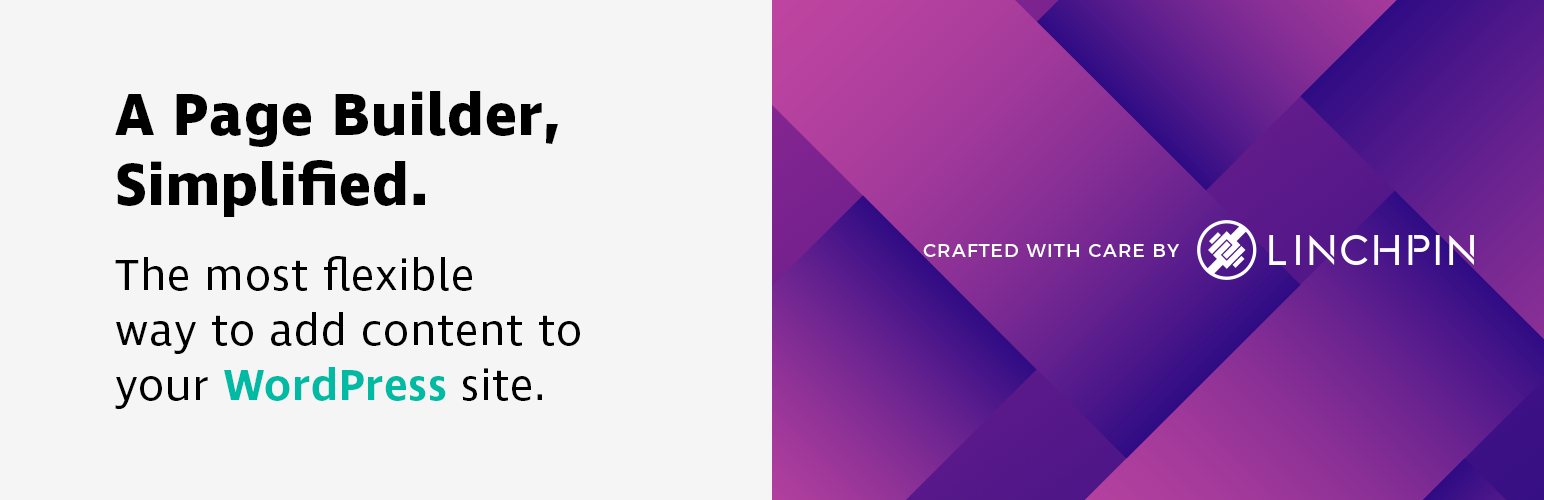 A Page Builder,
Simplified.
The most flexible
way to add content to
your WordPress site.
CRAFTED WITH CARE BY LINCHPIN